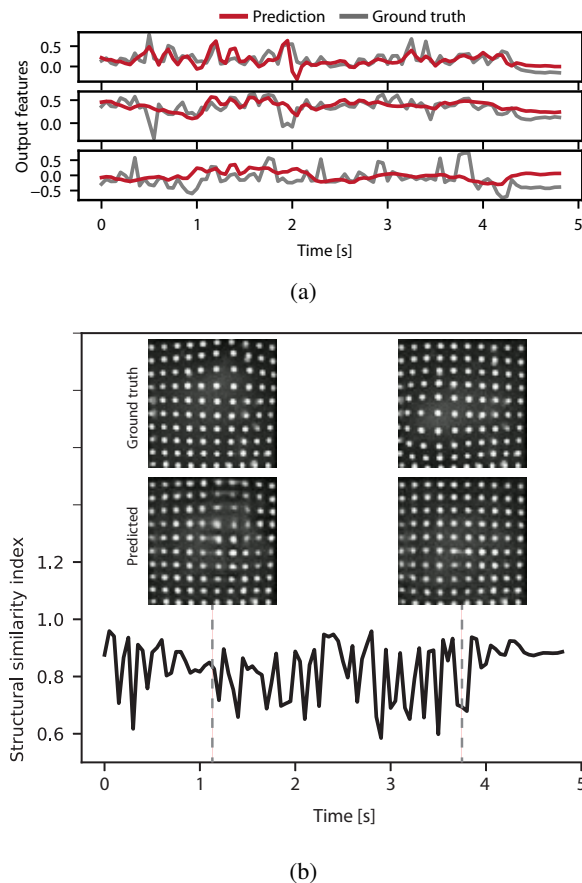 Prediction Ground truth
Output features
0.5
0.0
0.5
0.0
0.5
0.0
−0.5
0 1 2 3 4 5
Time [s]
(a)
Ground truth
Predicted
Structural similarity index
1.2
1.0
0.8
0.6
0 1 2 3 4 5
Time [s]
(b)